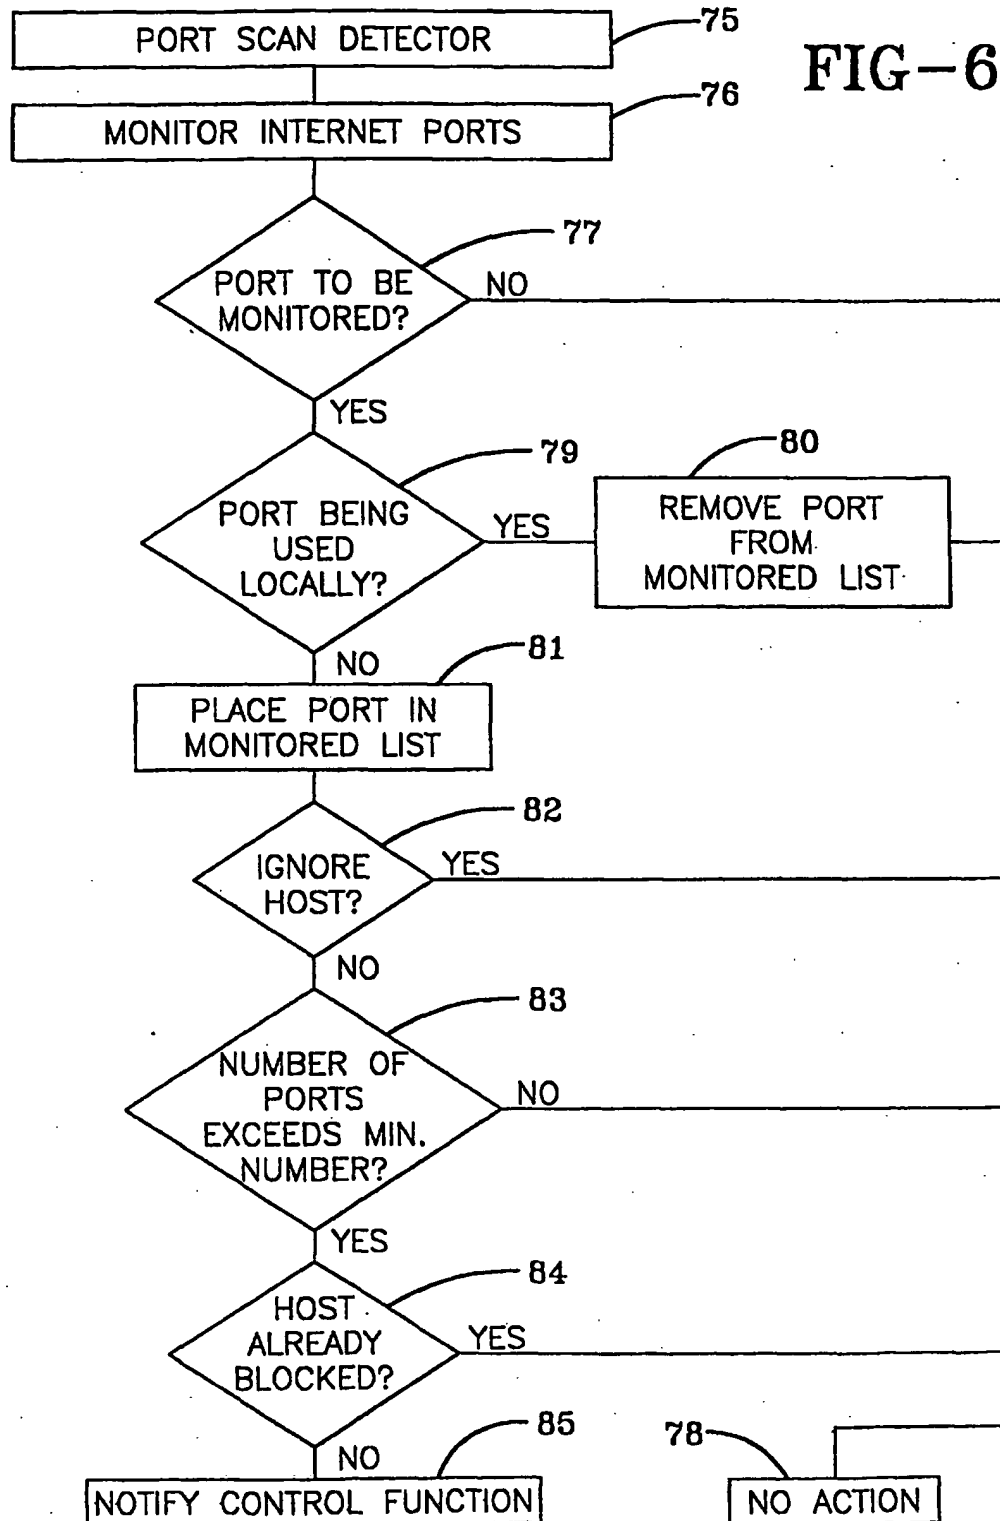 PORT SCAN DETECTOR
75
FIG-6
MONITOR INTERNET PORTS
76
77
PORT TO BE
MONITORED?
NO
YES
79
PORT BEING
USED
LOCALLY?
YES
80
REMOVE PORT
FROM
MONITORED LIST
NO
81
PLACE PORT IN
MONITORED LIST
82
IGNORE
HOST?
YES
NO
83
NUMBER OF
PORTS
EXCEEDS MIN.
NUMBER?
NO
YES
84
HOST
ALREADY
BLOCKED?
YES
NO
85
NOTIFY CONTROL FUNCTION
78
NO ACTION